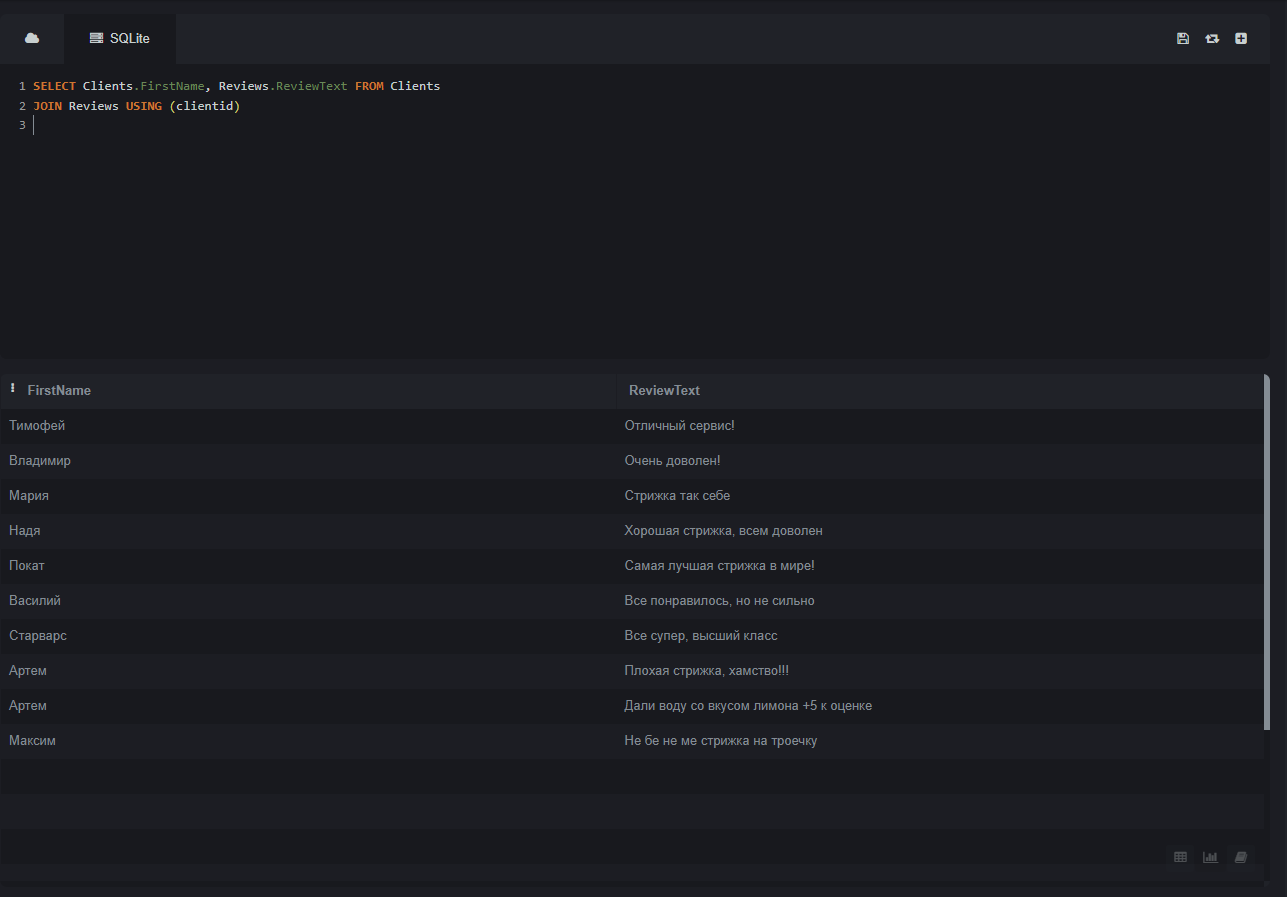 SQLite
1 SELECT Clients.FirstName, Reviews.ReviewText FROM Clients
2 JOIN Reviews USING (clientid)
3
FirstName ReviewText
Тимофей Отличный сервис!
Владимир Очень доволен!
Мария Стрижка так себе
Надя Хорошая стрижка, всем доволен
Покат Самая лучшая стрижка в мире!
Василий Все понравилось, но не сильно
Старварс Все супер, высший класс
Артем Плохая стрижка, хамство!!!
Артем Дали воду со вкусом лимона +5 к оценке
Максим Не бе не ме стрижка на троечку